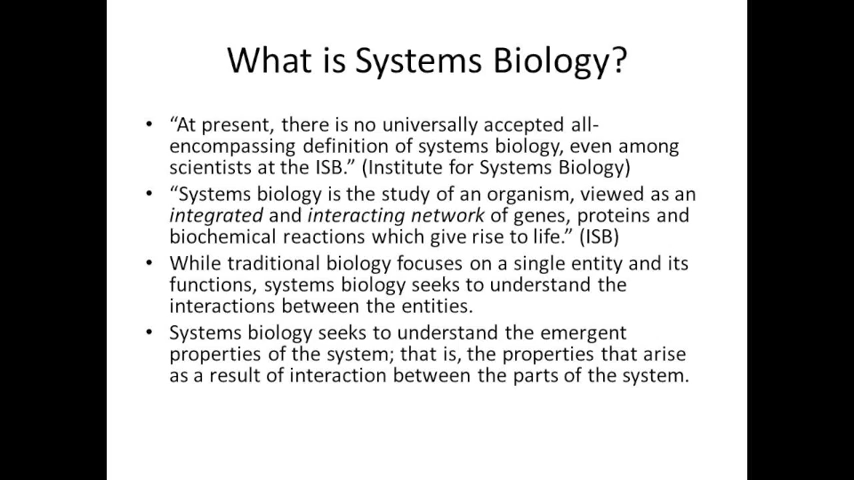 What is Systems Biology?
• “At present, there is no universally accepted all-
encompassing definition of systems biology, even among
scientists at the ISB.” (Institute for Systems Biology)
• “Systems biology is the study of an organism, viewed as an
integrated and interacting network of genes, proteins and
biochemical reactions which give rise to life.” (ISB)
• While traditional biology focuses on a single entity and its
functions, systems biology seeks to understand the
interactions between the entities.
• Systems biology seeks to understand the emergent
properties of the system; that is, the properties that arise
as a result of interaction between the parts of the system.